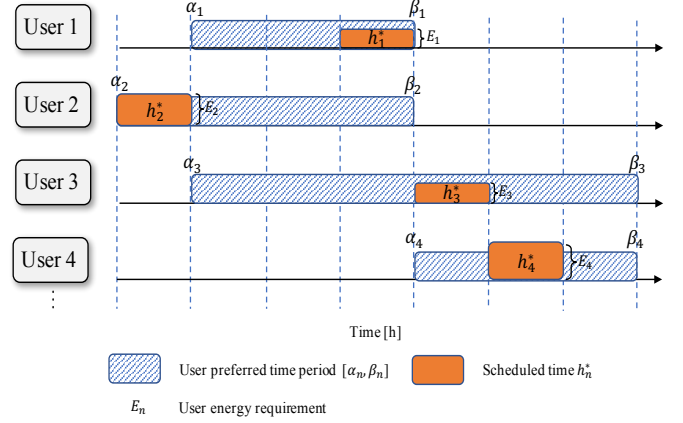 User 1
α₁
β₁
h₁*
E₁
User 2
α₂
β₂
h₂*
E₂
User 3
α₃
β₃
h₃*
E₃
User 4
α₄
β₄
h₄*
E₄
⋮
Time [h]
User preferred time period [αₙ, βₙ]
Scheduled time hₙ*
Eₙ User energy requirement